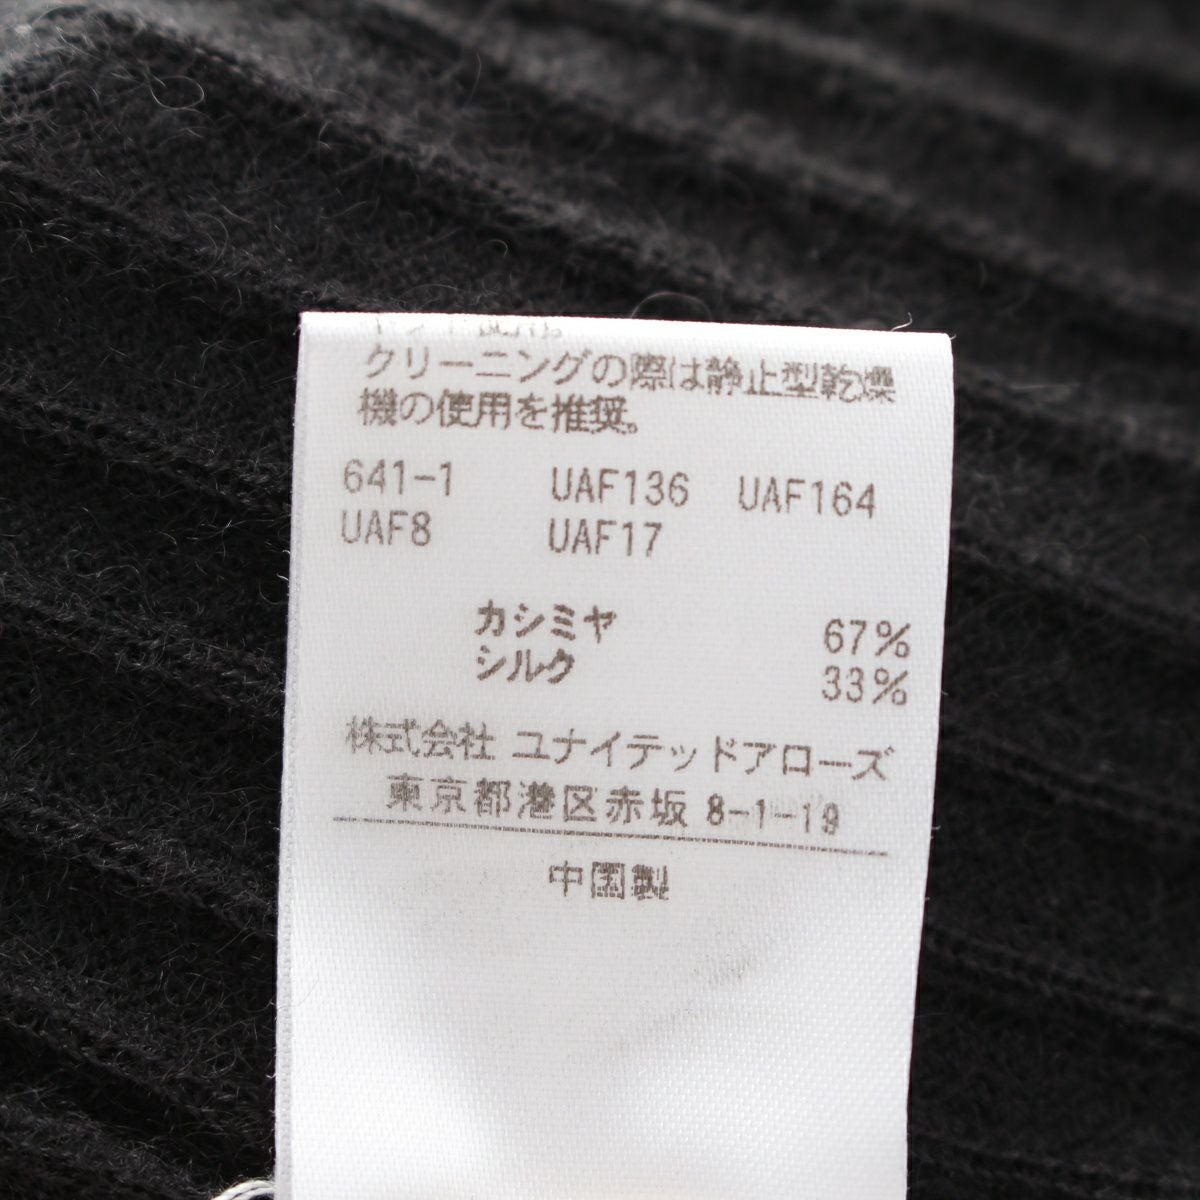 クリーニングの際は静止型乾燥
機の使用を推奨。
641-1 UAF136 UAF164
UAF8 UAF17
カシミヤ 67%
シルク 33%
株式会社 ユナイテッドアローズ
東京都港区赤坂 8-1-19
中国製